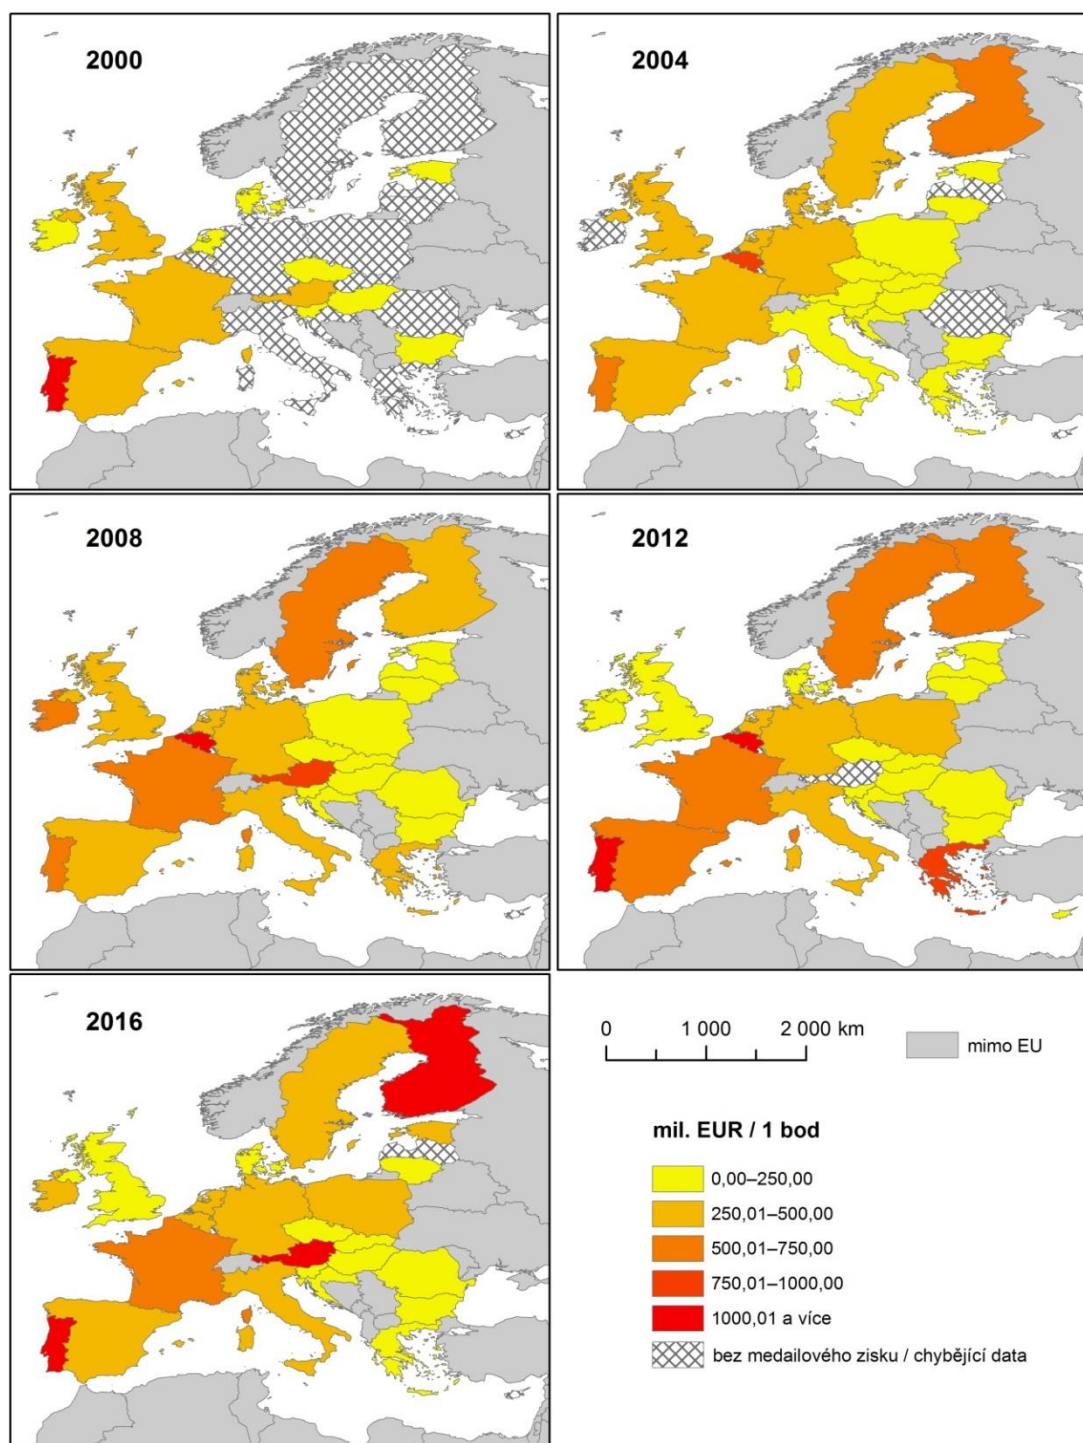 2000
2004
2008
2012
2016
0 1 000 2 000 km
mimo EU
mil. EUR / 1 bod
0,00–250,00
250,01–500,00
500,01–750,00
750,01–1000,00
1000,01 a více
bez medailového zisku / chybějící data